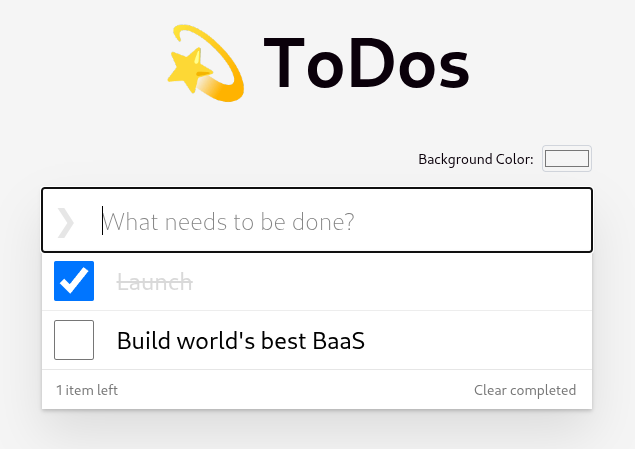 ToDos
Background Color:
What needs to be done?
Launch
Build world's best BaaS
1 item left
Clear completed